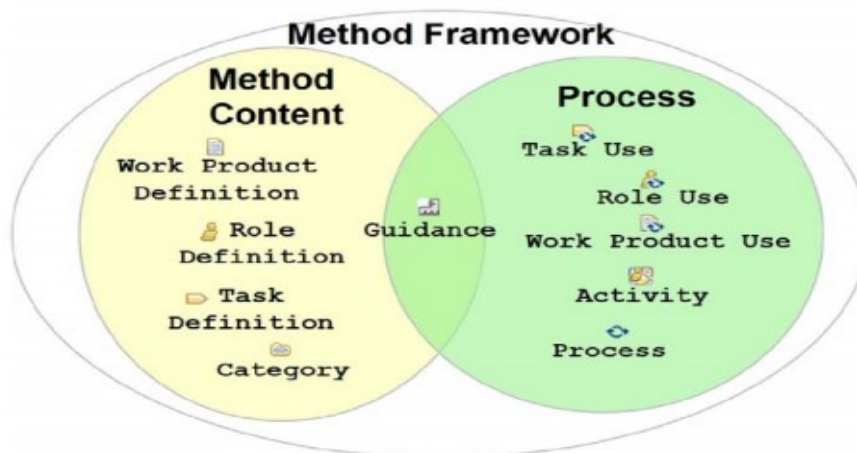 Method Framework
Method
Content
Work Product
Definition
Role
Definition
Task
Definition
Category
Guidance
Process
Task Use
Role Use
Work Product Use
Activity
Process